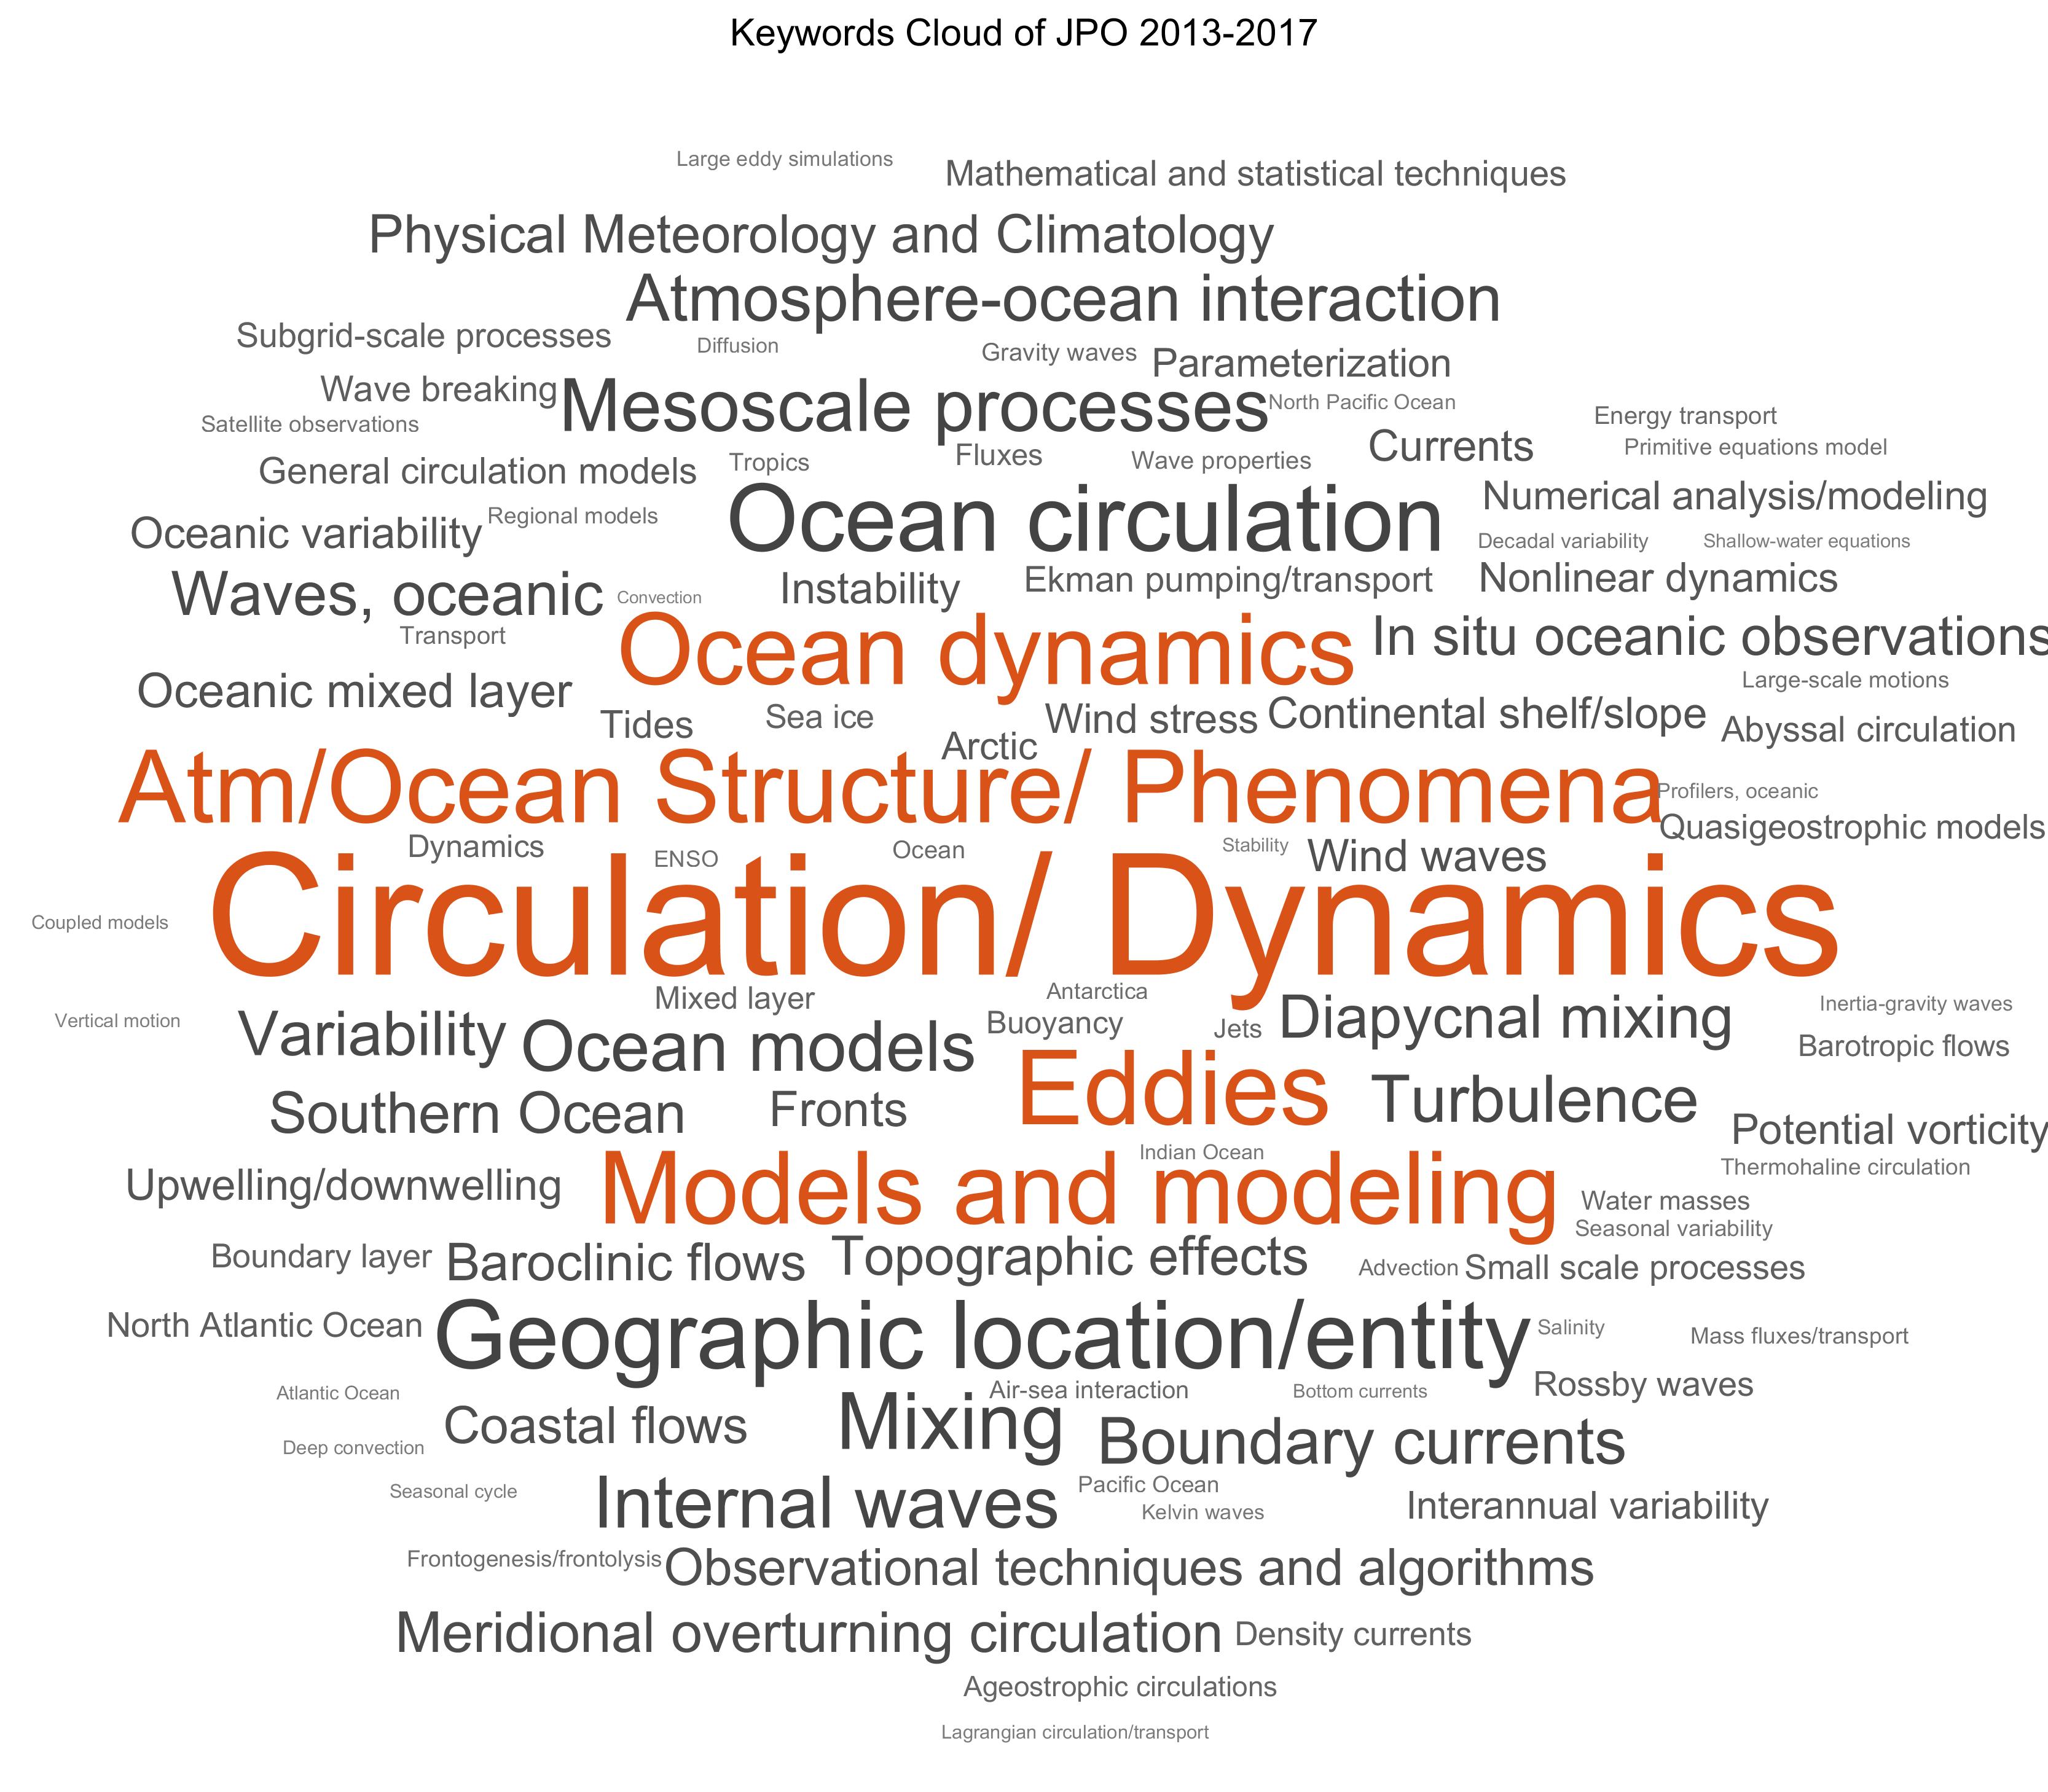 Keywords Cloud of JPO 2013-2017
Large eddy simulations
Mathematical and statistical techniques
Physical Meteorology and Climatology
Atmosphere-ocean interaction
Subgrid-scale processes
Diffusion
Gravity waves
Parameterization
Wave breaking
Mesoscale processes
North Pacific Ocean
Energy transport
Satellite observations
Currents
Primitive equations model
General circulation models
Tropics
Fluxes
Wave properties
Numerical analysis/modeling
Oceanic variability
Regional models
Ocean circulation
Decadal variability
Shallow-water equations
Waves, oceanic
Convection
Instability
Ekman pumping/transport
Nonlinear dynamics
Transport
Ocean dynamics
In situ oceanic observations
Oceanic mixed layer
Large-scale motions
Tides
Sea ice
Wind stress
Continental shelf/slope
Abyssal circulation
Arctic
Atm/Ocean Structure/ Phenomena
Profilers, oceanic
Quasigeostrophic models
Dynamics
ENSO
Ocean
Stability
Wind waves
Coupled models
Circulation/ Dynamics
Mixed layer
Antarctica
Inertia-gravity waves
Vertical motion
Variability
Ocean models
Buoyancy
Jets
Diapycnal mixing
Barotropic flows
Southern Ocean
Fronts
Eddies
Turbulence
Potential vorticity
Indian Ocean
Thermohaline circulation
Upwelling/downwelling
Models and modeling
Water masses
Seasonal variability
Boundary layer
Baroclinic flows
Topographic effects
Advection
Small scale processes
North Atlantic Ocean
Geographic location/entity
Salinity
Mass fluxes/transport
Atlantic Ocean
Air-sea interaction
Bottom currents
Rossby waves
Coastal flows
Mixing
Boundary currents
Deep convection
Seasonal cycle
Internal waves
Pacific Ocean
Kelvin waves
Interannual variability
Frontogenesis/frontolysis
Observational techniques and algorithms
Meridional overturning circulation
Density currents
Ageostrophic circulations
Lagrangian circulation/transport